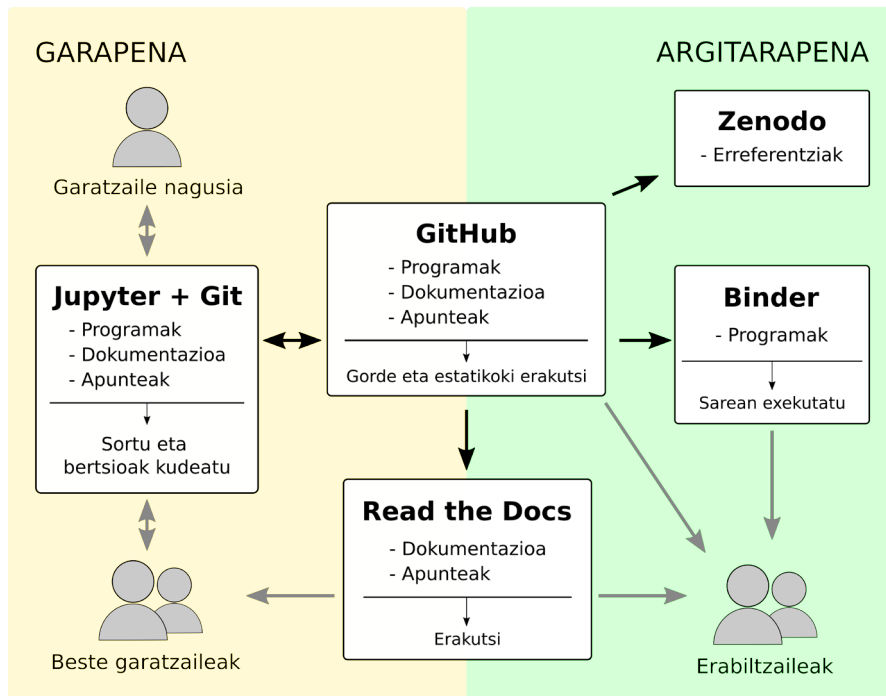 GARAPENA
ARGITARAPENA
Garatzaile nagusia
Jupyter + Git
- Programak
- Dokumentazioa
- Apunteak
Sortu eta
bertsioak kudeatu
Beste garatzaileak
GitHub
- Programak
- Dokumentazioa
- Apunteak
Gorde eta estatikoki erakutsi
Read the Docs
- Dokumentazioa
- Apunteak
Erakutsi
Zenodo
- Erreferentziak
Binder
- Programak
Sarean exekutatu
Erabiltzaileak